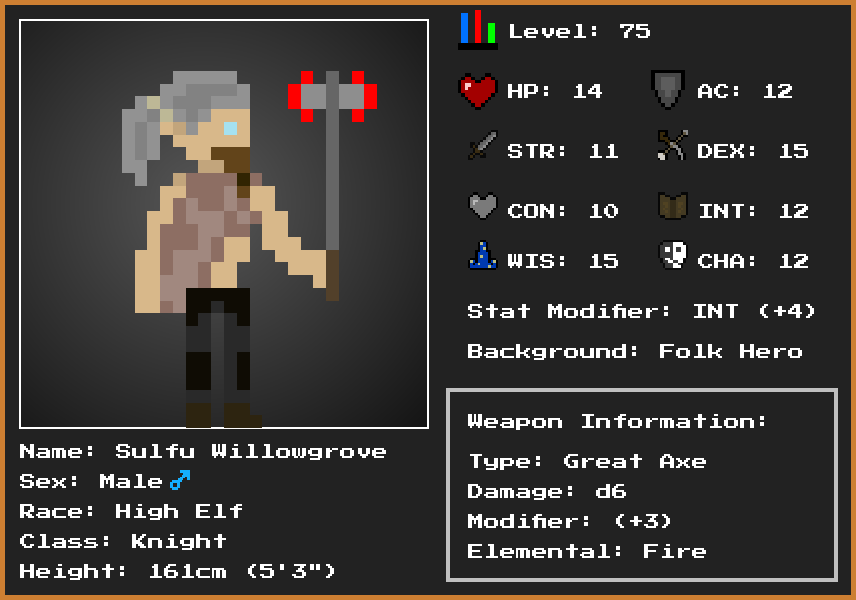 Level: 75
HP: 14 AC: 12
STR: 11 DEX: 15
CON: 10 INT: 12
WIS: 15 CHA: 12
Stat Modifier: INT (+4)
Background: Folk Hero
Weapon Information:
Type: Great Axe
Damage: d6
Modifier: (+3)
Elemental: Fire
Name: Sulfu Willowgrove
Sex: Male♂
Race: High Elf
Class: Knight
Height: 161cm (5'3")